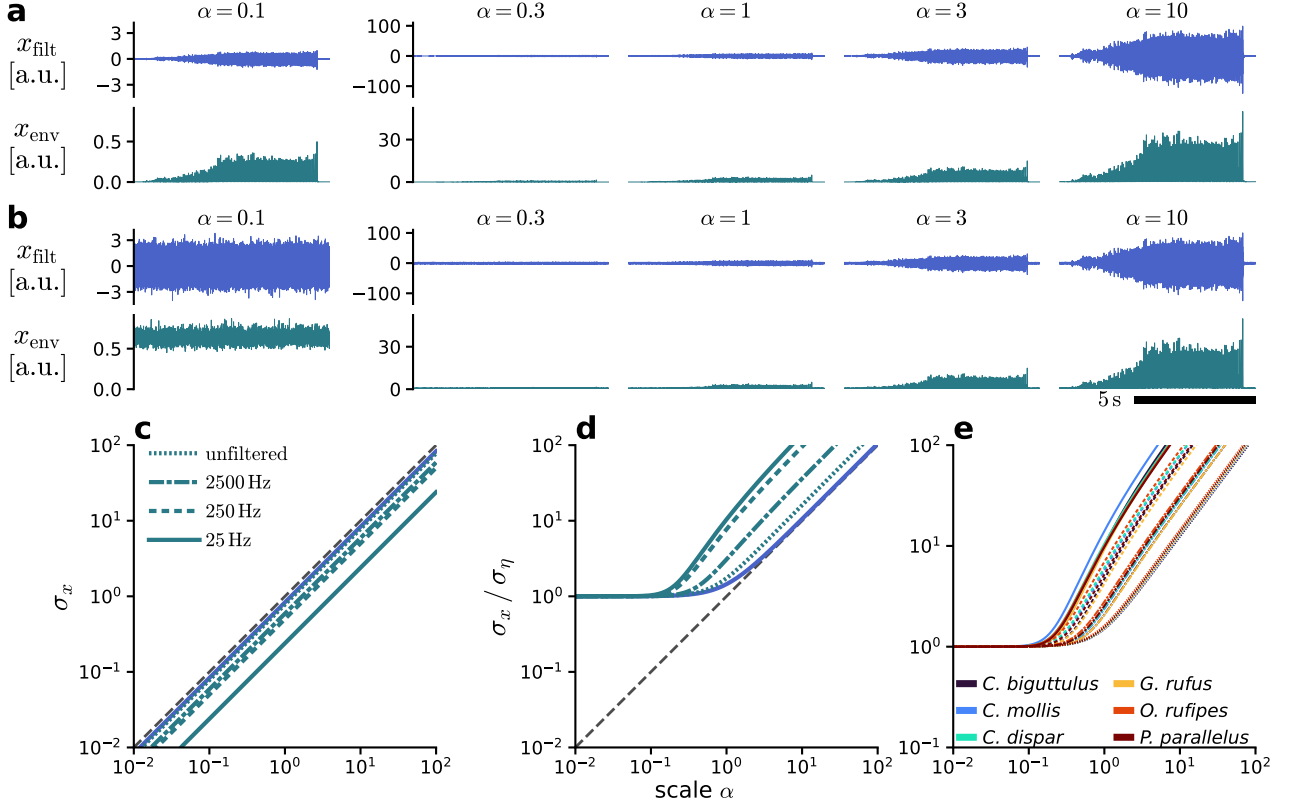 a
α = 0.1 α = 0.3 α = 1 α = 3 α = 10
x_filt [a.u.]
3
0
−3
100
0
−100
x_env [a.u.]
0.5
0.0
30
0
b
α = 0.1 α = 0.3 α = 1 α = 3 α = 10
x_filt [a.u.]
3
0
−3
100
0
−100
x_env [a.u.]
0.5
0.0
30
0
5 s
c
σ_x
10^2
10^1
10^0
10^−1
10^−2
unfiltered
2500 Hz
250 Hz
25 Hz
10^−2 10^−1 10^0 10^1 10^2
d
σ_x / σ_η
10^2
10^1
10^0
10^−1
10^−2
10^−2 10^−1 10^0 10^1 10^2
scale α
e
10^2
10^1
10^0
10^−1
C. biguttulus
C. mollis
C. dispar
G. rufus
O. rufipes
P. parallelus
10^−2 10^−1 10^0 10^1 10^2